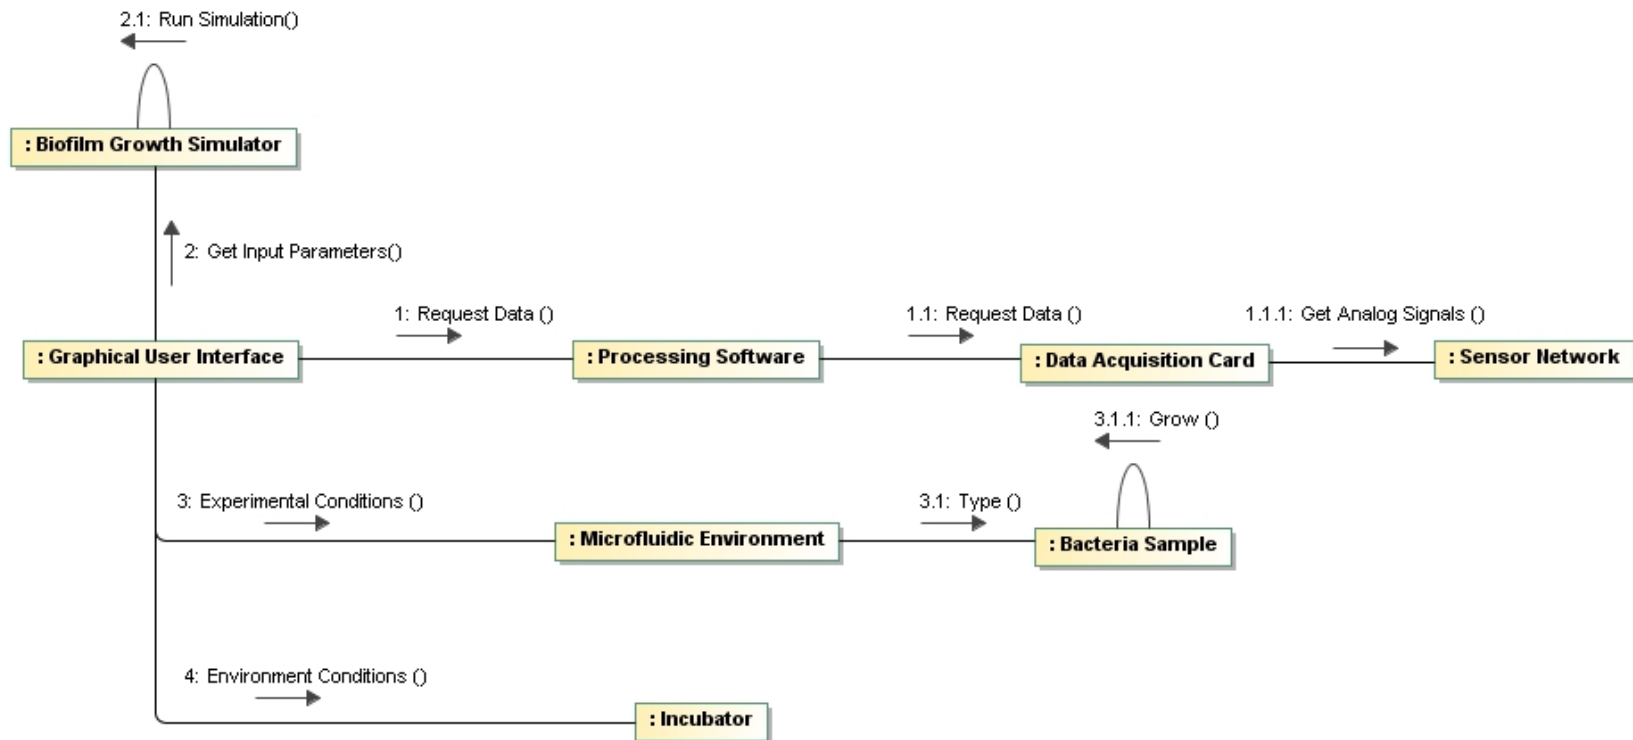 2.1: Run Simulation()
: Biofilm Growth Simulator
2: Get Input Parameters()
1: Request Data ()
1.1: Request Data ()
1.1.1: Get Analog Signals ()
: Graphical User Interface
: Processing Software
: Data Acquisition Card
: Sensor Network
3.1.1: Grow ()
3: Experimental Conditions ()
3.1: Type ()
: Microfluidic Environment
: Bacteria Sample
4: Environment Conditions ()
: Incubator